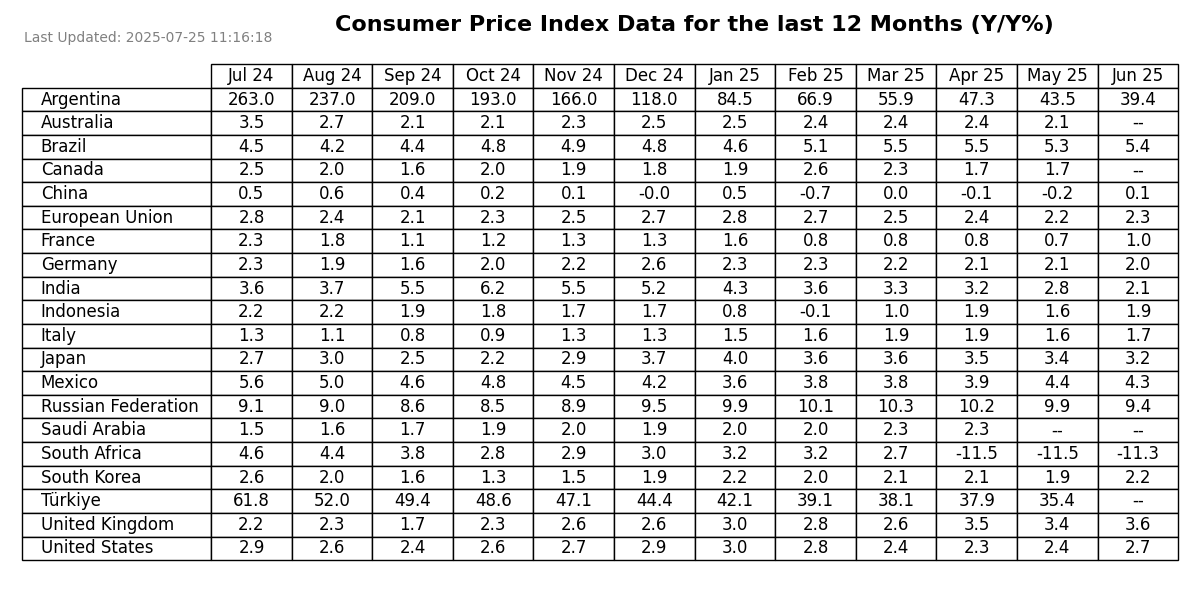 Consumer Price Index Data for the last 12 Months (Y/Y%)
Last Updated: 2025-07-25 11:16:18
Jul 24 Aug 24 Sep 24 Oct 24 Nov 24 Dec 24 Jan 25 Feb 25 Mar 25 Apr 25 May 25 Jun 25
Argentina 263.0 237.0 209.0 193.0 166.0 118.0 84.5 66.9 55.9 47.3 43.5 39.4
Australia 3.5 2.7 2.1 2.1 2.3 2.5 2.5 2.4 2.4 2.4 2.1 --
Brazil 4.5 4.2 4.4 4.8 4.9 4.8 4.6 5.1 5.5 5.5 5.3 5.4
Canada 2.5 2.0 1.6 2.0 1.9 1.8 1.9 2.6 2.3 1.7 1.7 --
China 0.5 0.6 0.4 0.2 0.1 -0.0 0.5 -0.7 0.0 -0.1 -0.2 0.1
European Union 2.8 2.4 2.1 2.3 2.5 2.7 2.8 2.7 2.5 2.4 2.2 2.3
France 2.3 1.8 1.1 1.2 1.3 1.3 1.6 0.8 0.8 0.8 0.7 1.0
Germany 2.3 1.9 1.6 2.0 2.2 2.6 2.3 2.3 2.2 2.1 2.1 2.0
India 3.6 3.7 5.5 6.2 5.5 5.2 4.3 3.6 3.3 3.2 2.8 2.1
Indonesia 2.2 2.2 1.9 1.8 1.7 1.7 0.8 -0.1 1.0 1.9 1.6 1.9
Italy 1.3 1.1 0.8 0.9 1.3 1.3 1.5 1.6 1.9 1.9 1.6 1.7
Japan 2.7 3.0 2.5 2.2 2.9 3.7 4.0 3.6 3.6 3.5 3.4 3.2
Mexico 5.6 5.0 4.6 4.8 4.5 4.2 3.6 3.8 3.8 3.9 4.4 4.3
Russian Federation 9.1 9.0 8.6 8.5 8.9 9.5 9.9 10.1 10.3 10.2 9.9 9.4
Saudi Arabia 1.5 1.6 1.7 1.9 2.0 1.9 2.0 2.0 2.3 2.3 -- --
South Africa 4.6 4.4 3.8 2.8 2.9 3.0 3.2 3.2 2.7 -11.5 -11.5 -11.3
South Korea 2.6 2.0 1.6 1.3 1.5 1.9 2.2 2.0 2.1 2.1 1.9 2.2
Türkiye 61.8 52.0 49.4 48.6 47.1 44.4 42.1 39.1 38.1 37.9 35.4 --
United Kingdom 2.2 2.3 1.7 2.3 2.6 2.6 3.0 2.8 2.6 3.5 3.4 3.6
United States 2.9 2.6 2.4 2.6 2.7 2.9 3.0 2.8 2.4 2.3 2.4 2.7